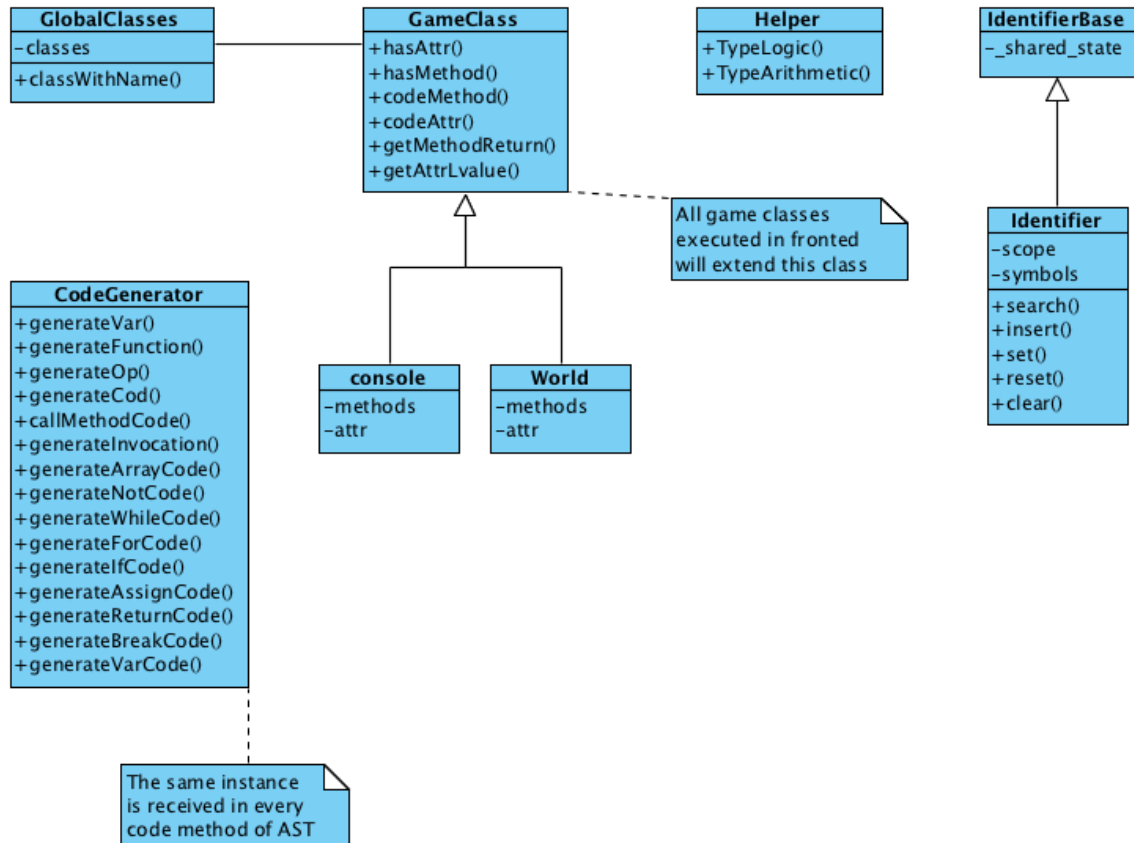 GlobalClasses
-classes
+classWithName()
GameClass
+hasAttr()
+hasMethod()
+codeMethod()
+codeAttr()
+getMethodReturn()
+getAttrLvalue()
Helper
+TypeLogic()
+TypeArithmetic()
IdentifierBase
-_shared_state
All game classes
executed in fronted
will extend this class
Identifier
-scope
-symbols
+search()
+insert()
+set()
+reset()
+clear()
CodeGenerator
+generateVar()
+generateFunction()
+generateOp()
+generateCod()
+callMethodCode()
+generateInvocation()
+generateArrayCode()
+generateNotCode()
+generateWhileCode()
+generateForCode()
+generateIfCode()
+generateAssignCode()
+generateReturnCode()
+generateBreakCode()
+generateVarCode()
console
-methods
-attr
World
-methods
-attr
The same instance
is received in every
code method of AST